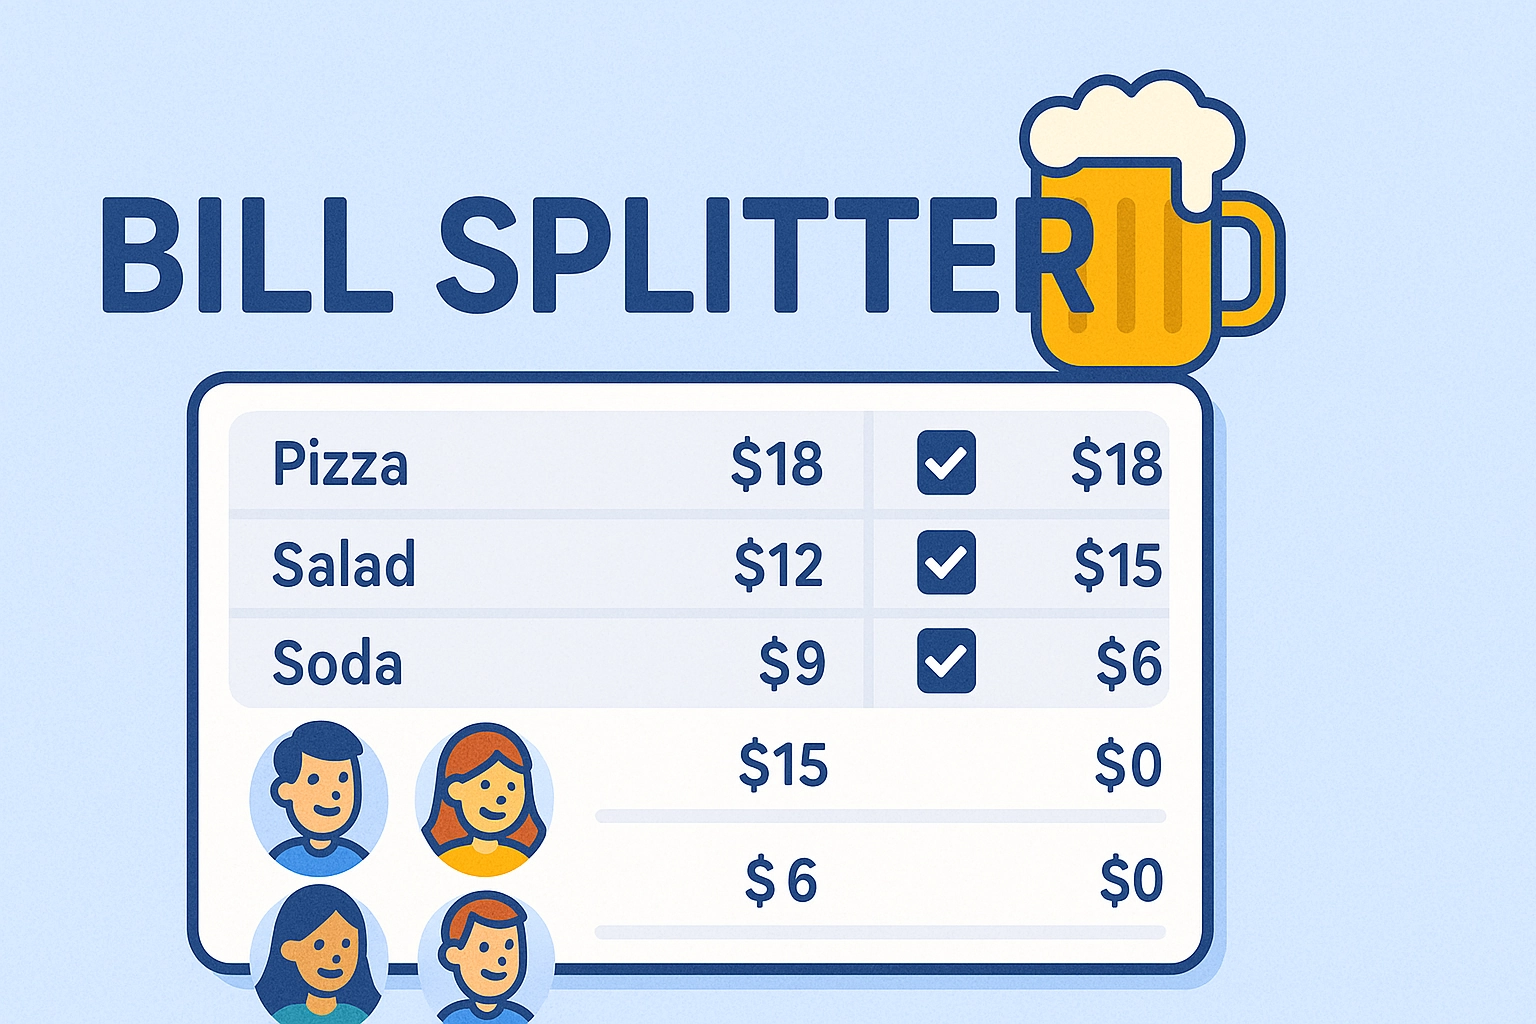 BILL SPLITTER
Pizza $18 $18
Salad $12 $15
Soda $9 $6
$15 $0
$6 $0